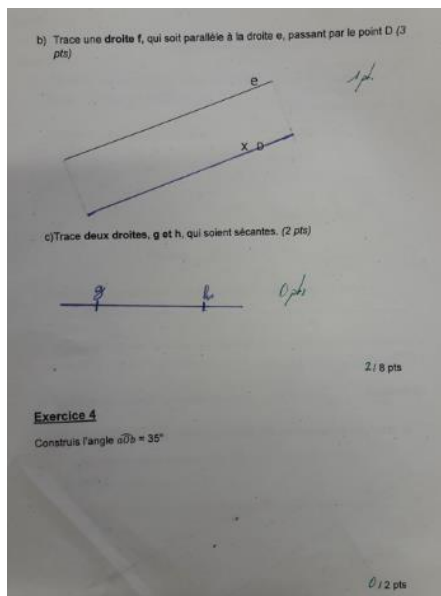 b) Trace une droite f, qui soit parallèle à la droite e, passant par le point D (3
pts)
e
1 pt
X D
c)Trace deux droites, g et h, qui soient sécantes. (2 pts)
g h 0 pts
2 / 8 pts
Exercice 4
Construis l'angle aOb = 35°
0 / 2 pts